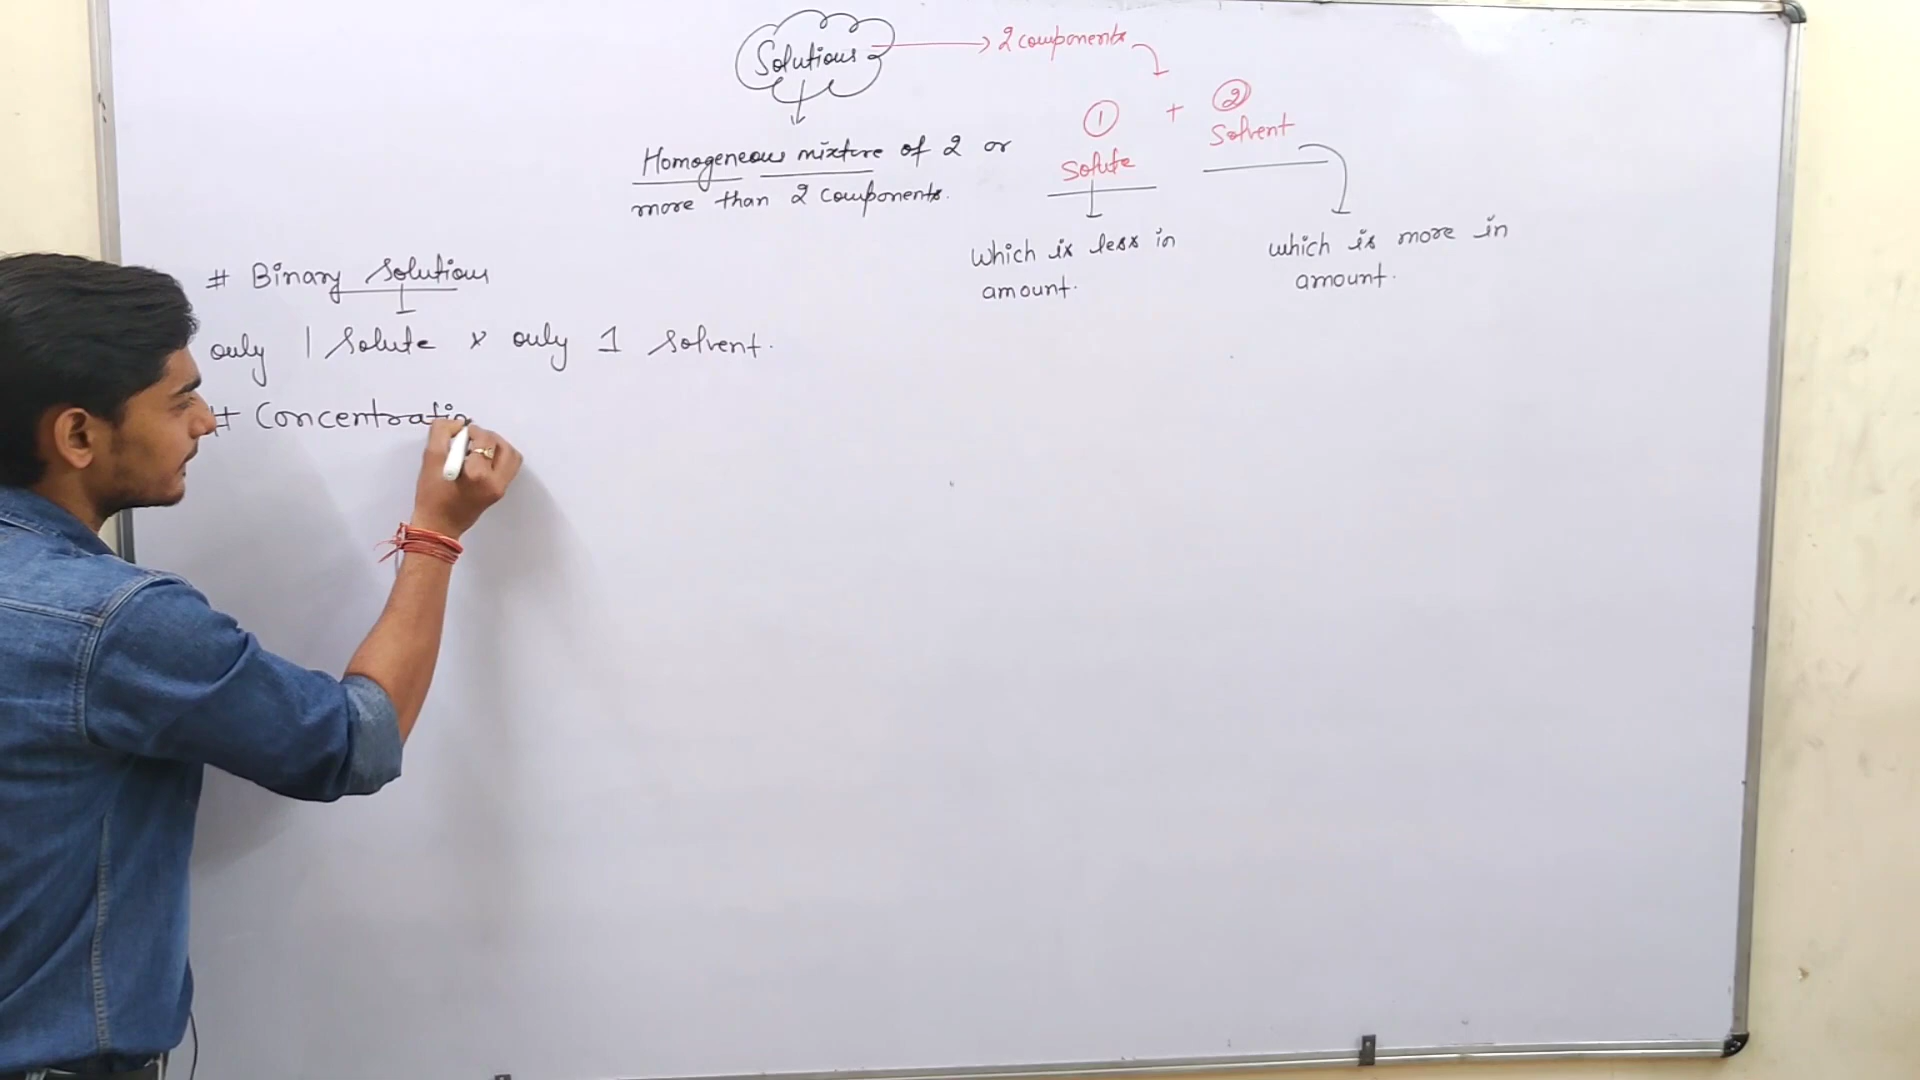 Solutions → 2 components
① + ②
Solute Solvent
Homogeneous mixture of 2 or
more than 2 components.
which is less in
amount.
which is more in
amount.
# Binary Solutions
only 1 Solute & only 1 Solvent.
# Concentratio